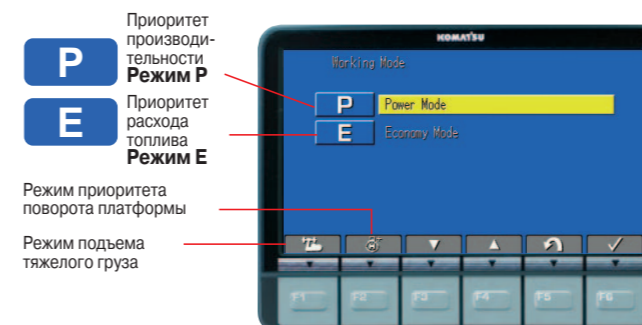 P
Приоритет
производи-
тельности
Режим P
E
Приоритет
расхода
топлива
Режим E
Режим приоритета
поворота платформы
Режим подъема
тяжелого груза
KOMATSU
Working Mode
P Power Mode
E Economy Mode
F1 F2 F3 F4 F5 F6